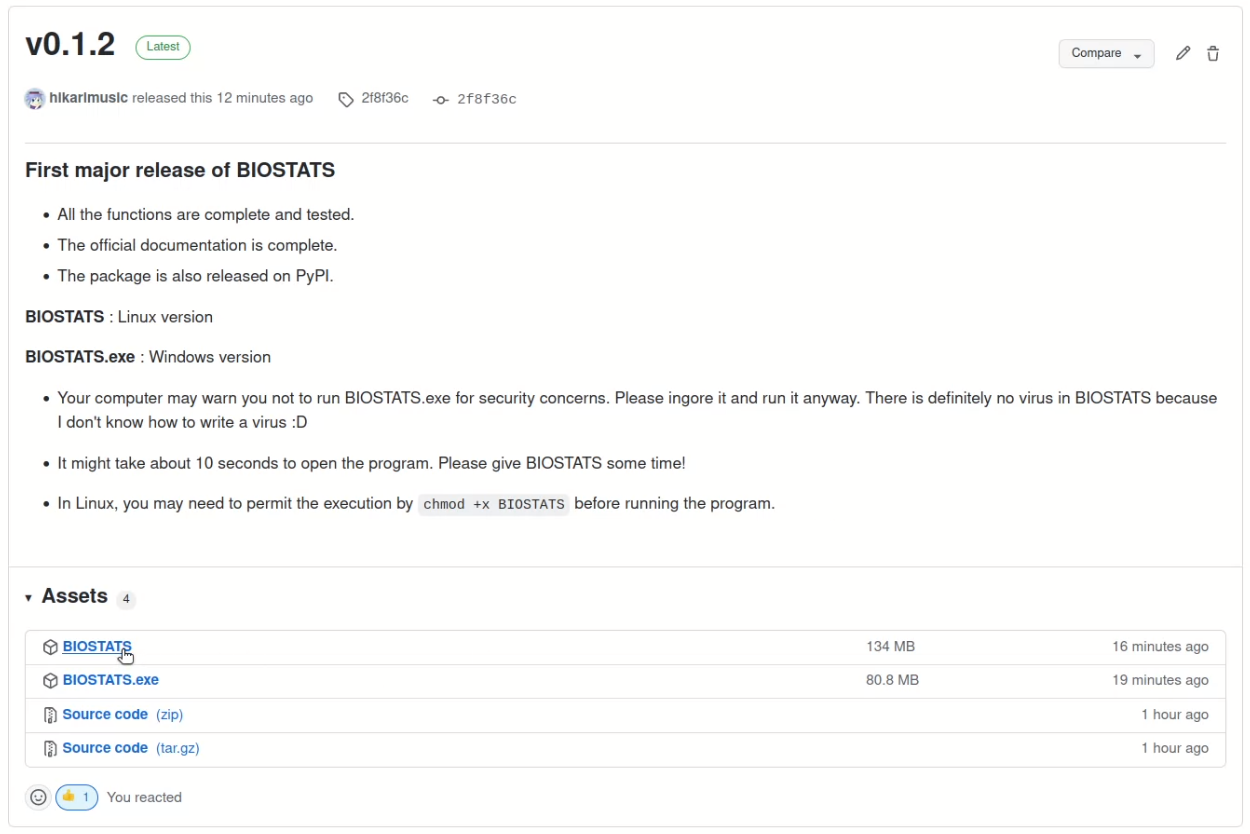 v0.1.2 Latest Compare
hikarimusic released this 12 minutes ago 2f8f36c 2f8f36c
First major release of BIOSTATS
• All the functions are complete and tested.
• The official documentation is complete.
• The package is also released on PyPI.
BIOSTATS : Linux version
BIOSTATS.exe : Windows version
• Your computer may warn you not to run BIOSTATS.exe for security concerns. Please ingore it and run it anyway. There is definitely no virus in BIOSTATS because
I don't know how to write a virus :D
• It might take about 10 seconds to open the program. Please give BIOSTATS some time!
• In Linux, you may need to permit the execution by chmod +x BIOSTATS before running the program.
Assets 4
BIOSTATS 134 MB 16 minutes ago
BIOSTATS.exe 80.8 MB 19 minutes ago
Source code (zip) 1 hour ago
Source code (tar.gz) 1 hour ago
👍 1 You reacted